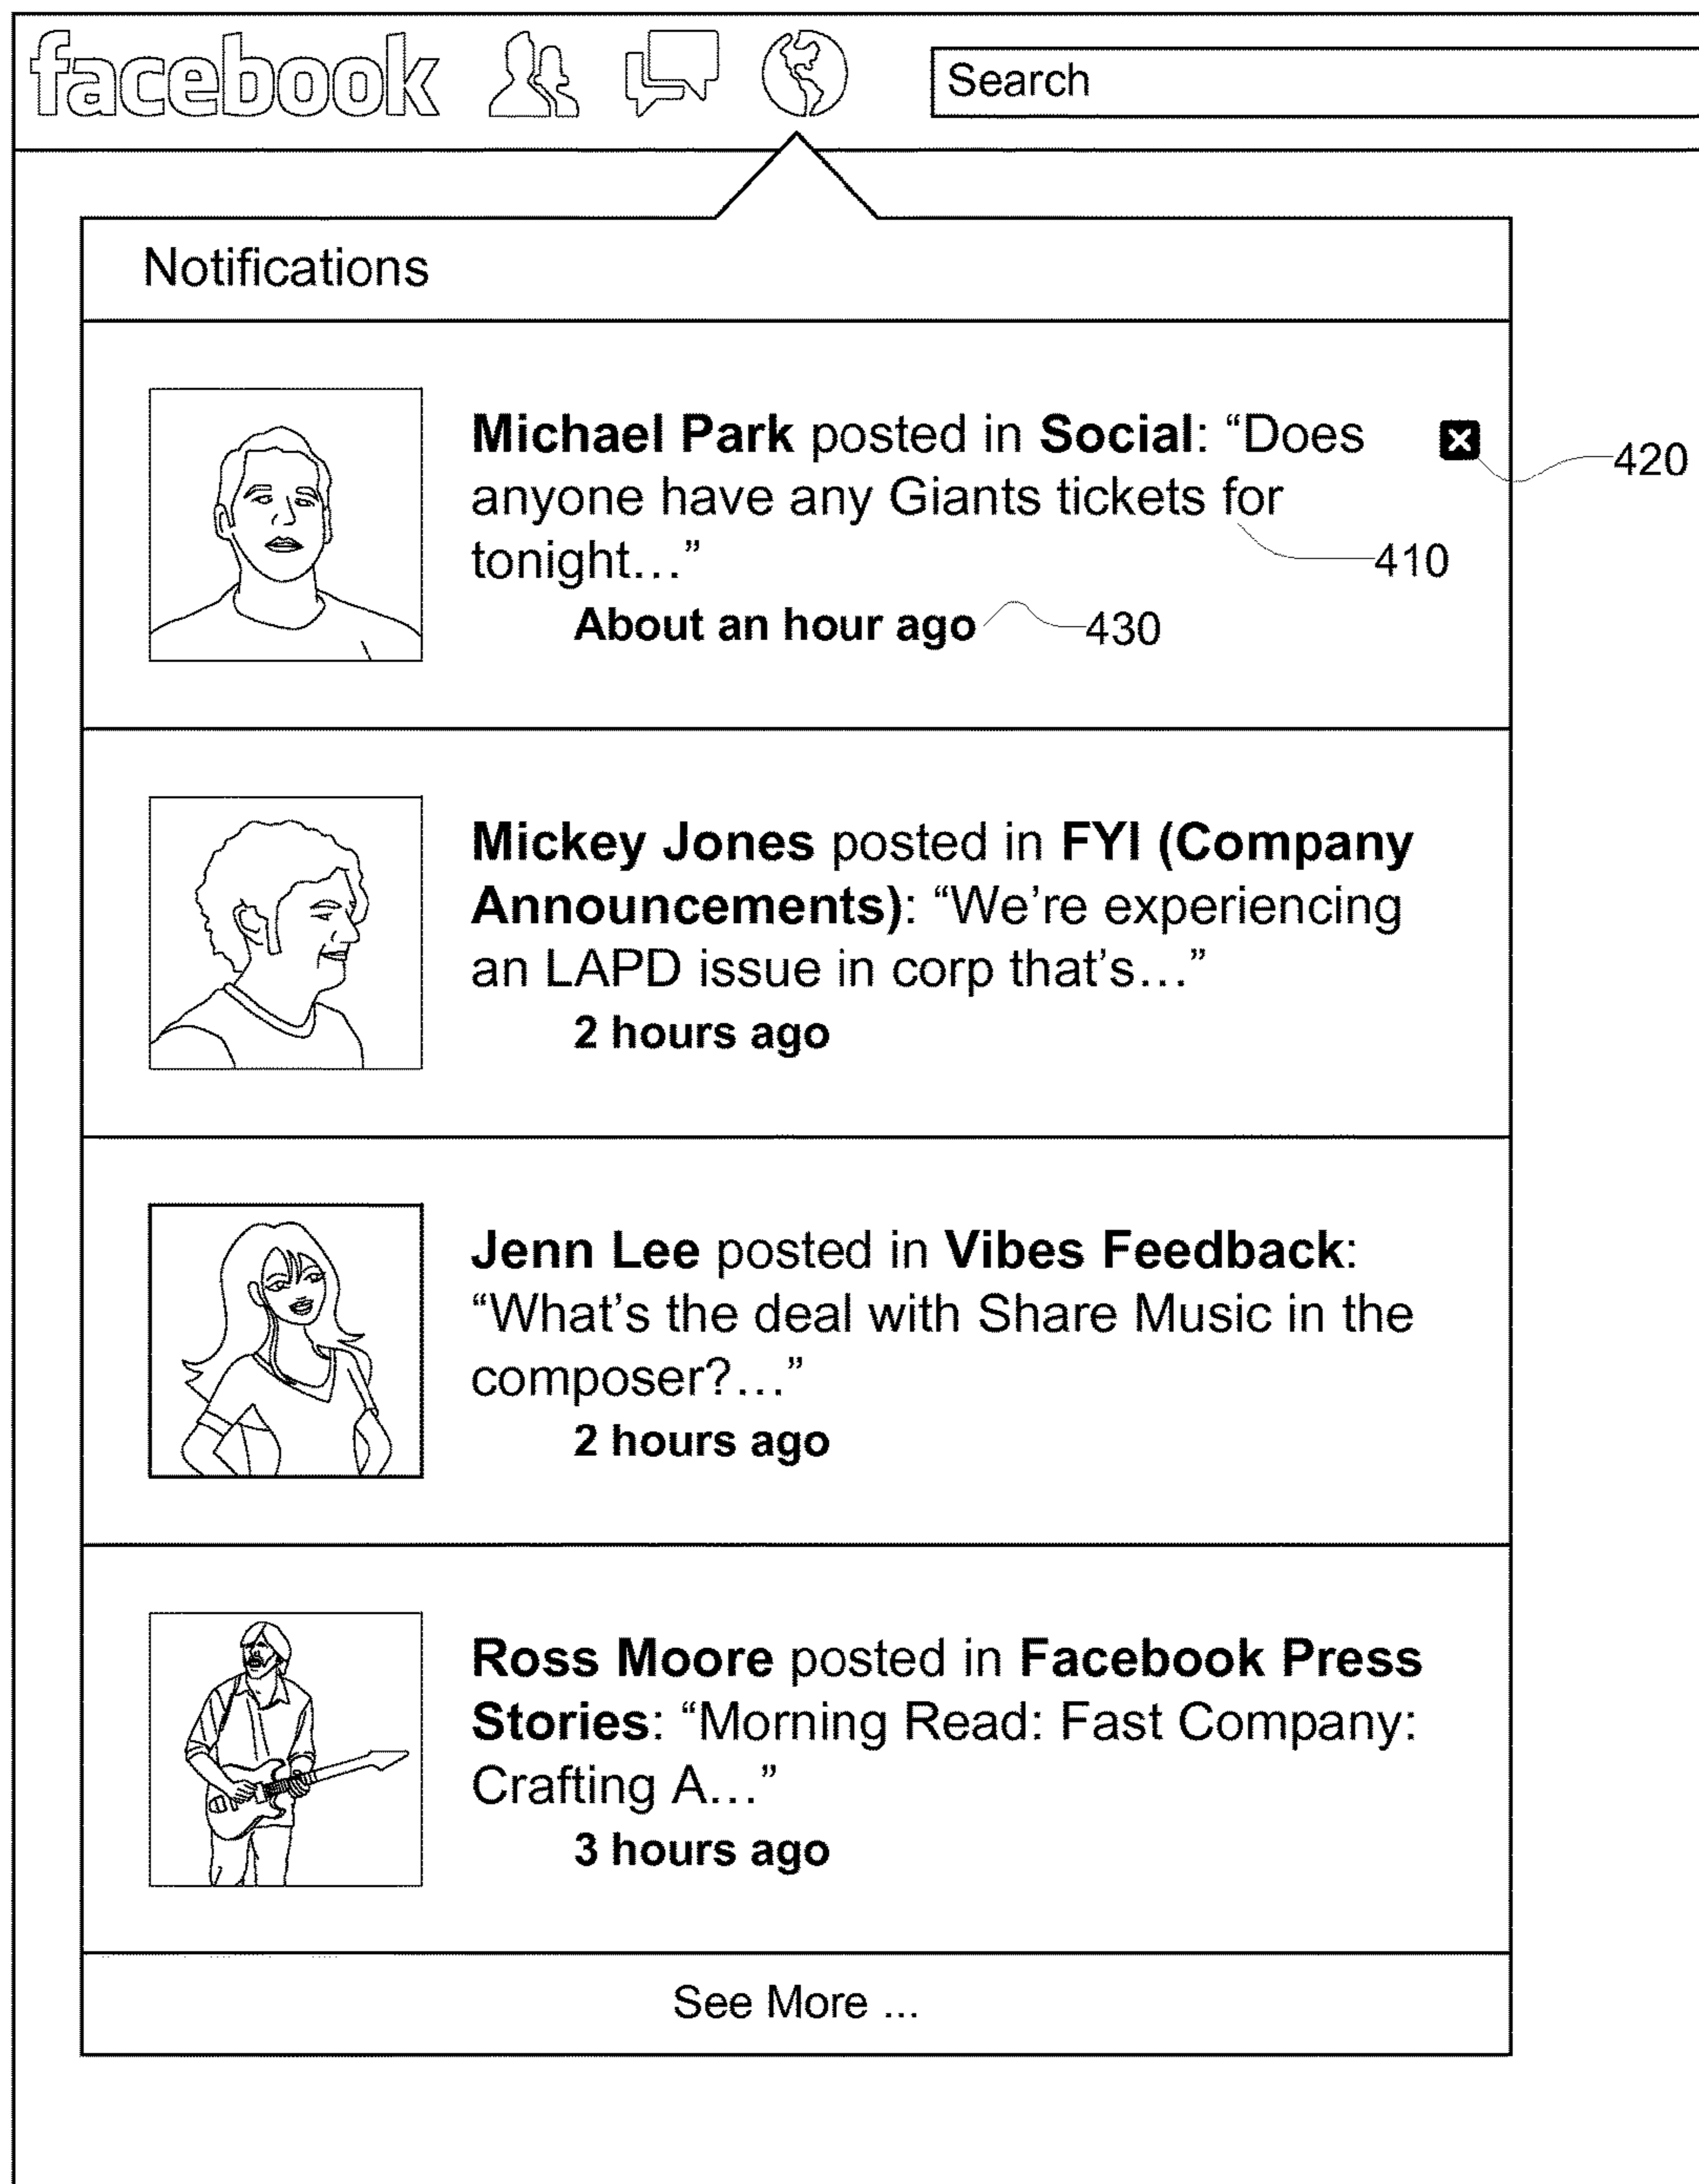 facebook
Search
Notifications
Michael Park posted in Social: “Does
anyone have any Giants tickets for
tonight...”
About an hour ago
420
410
430
Mickey Jones posted in FYI (Company
Announcements): “We’re experiencing
an LAPD issue in corp that’s...”
2 hours ago
Jenn Lee posted in Vibes Feedback:
“What’s the deal with Share Music in the
composer?...”
2 hours ago
Ross Moore posted in Facebook Press
Stories: “Morning Read: Fast Company:
Crafting A...”
3 hours ago
See More ...